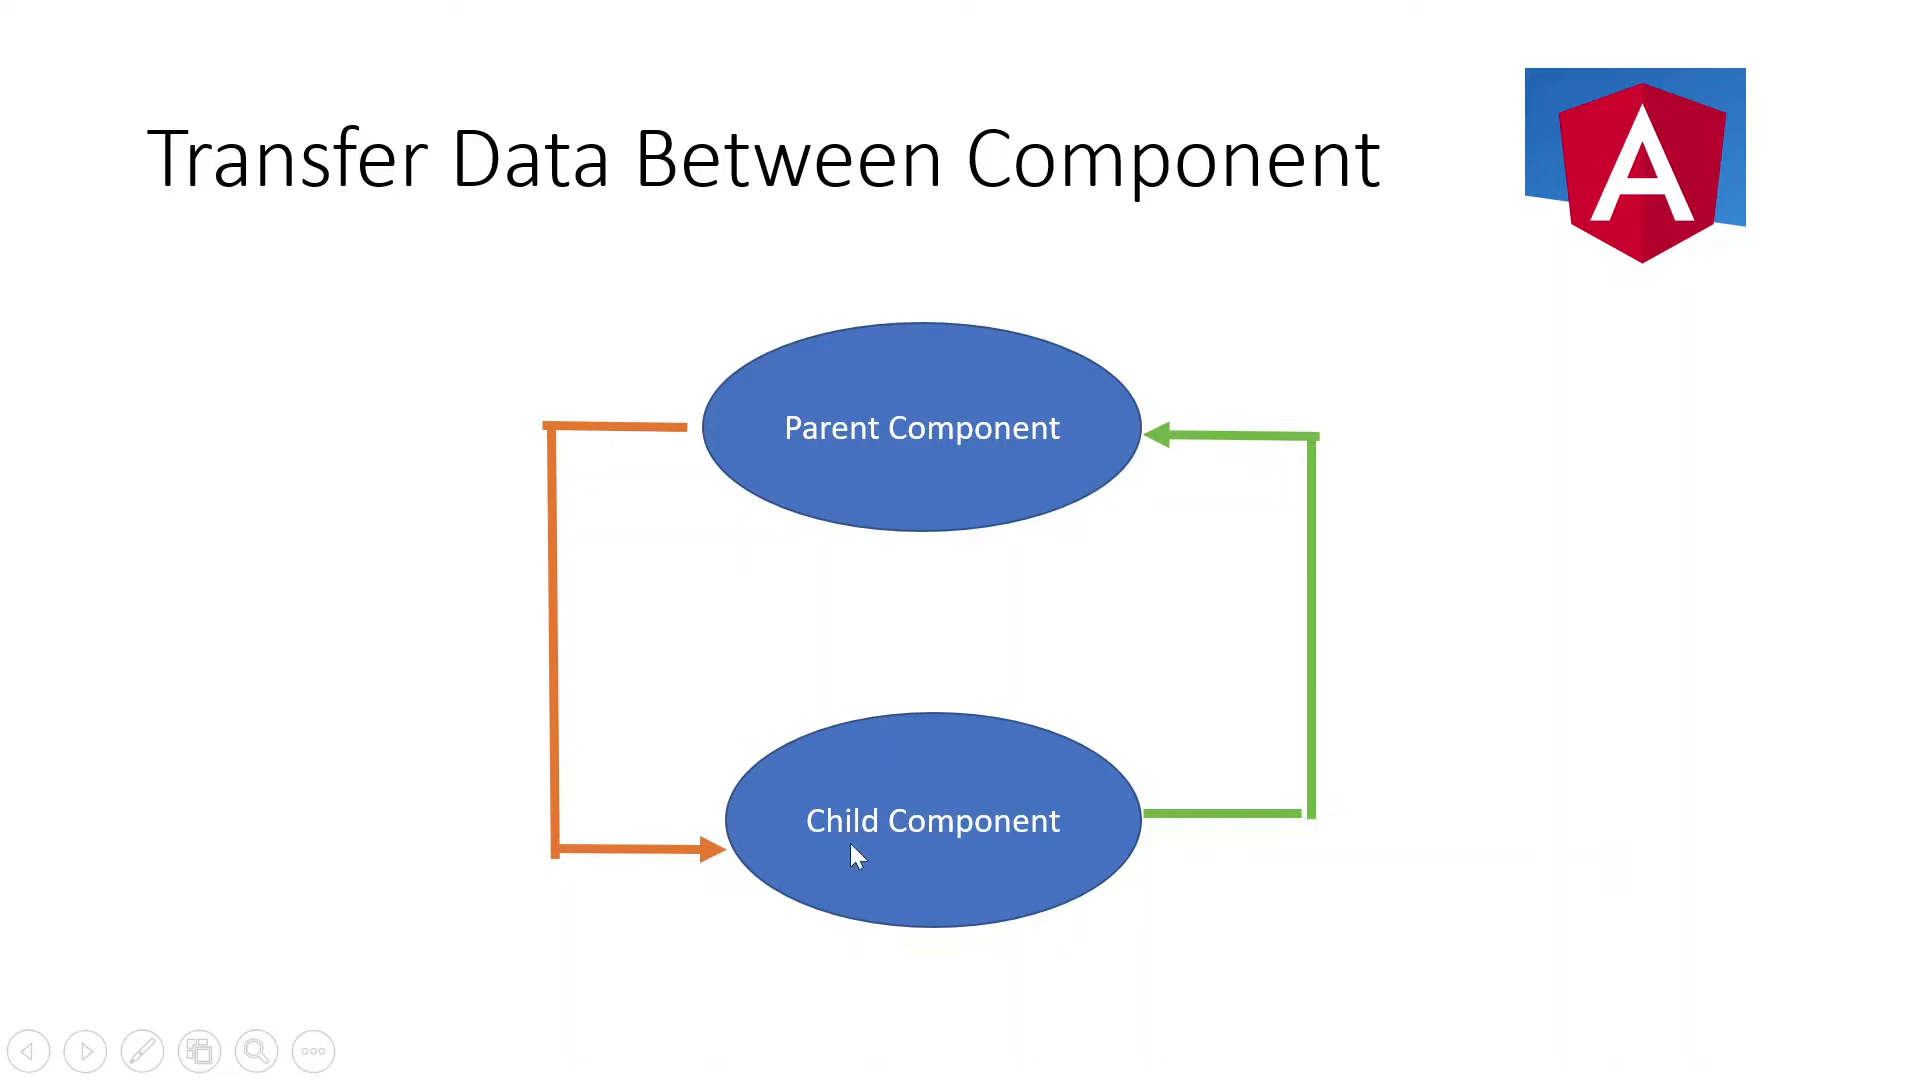 Transfer Data Between Component
A
Parent Component
Child Component